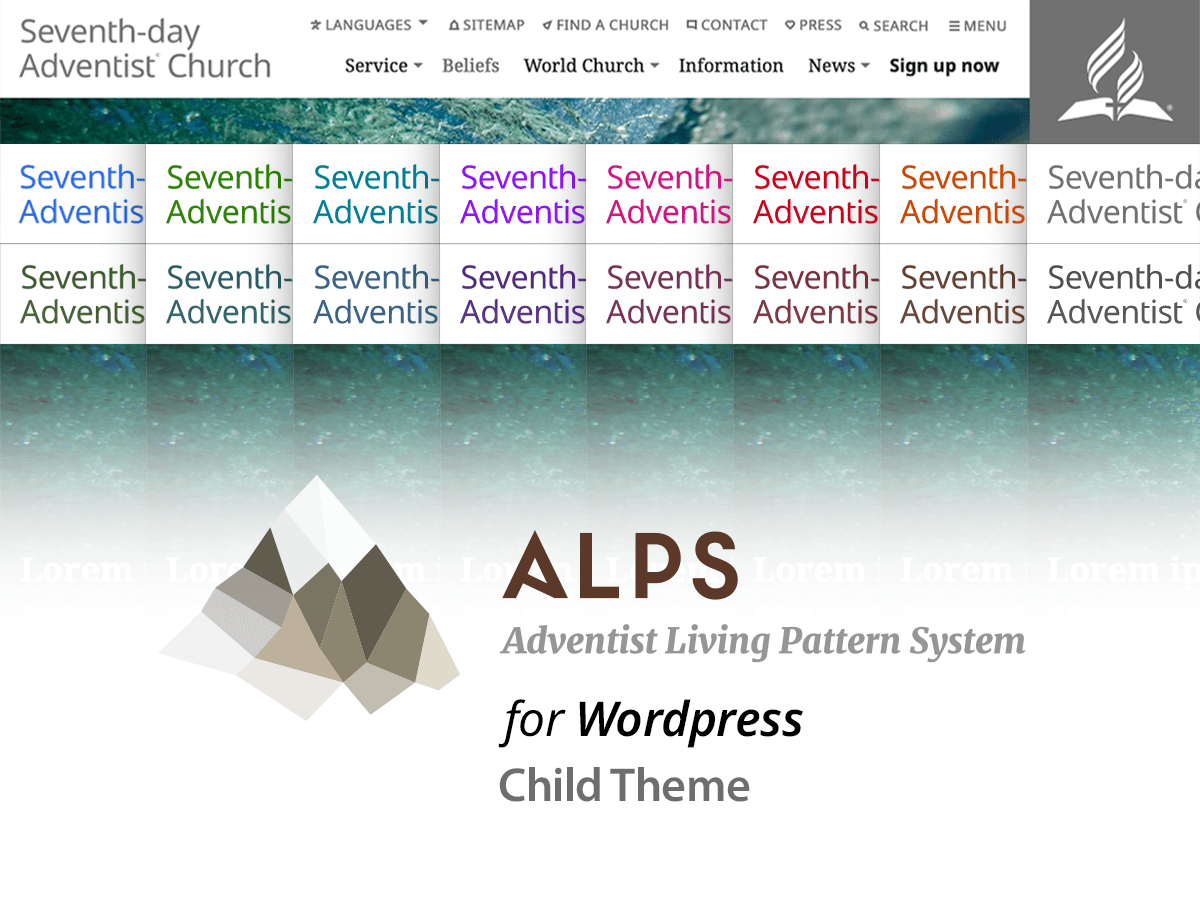 Seventh-day
Adventist® Church
LANGUAGES SITEMAP FIND A CHURCH CONTACT PRESS SEARCH MENU
Service Beliefs World Church Information News Sign up now
®
Seventh- Seventh- Seventh- Seventh- Seventh- Seventh- Seventh- Seventh-da
Adventis Adventis Adventis Adventis Adventis Adventis Adventis Adventist® C
Seventh- Seventh- Seventh- Seventh- Seventh- Seventh- Seventh- Seventh-da
Adventis Adventis Adventis Adventis Adventis Adventis Adventis Adventist® C
Lorem Lorem Lorem Lorem Lorem ip
ALPS
Adventist Living Pattern System
for Wordpress
Child Theme